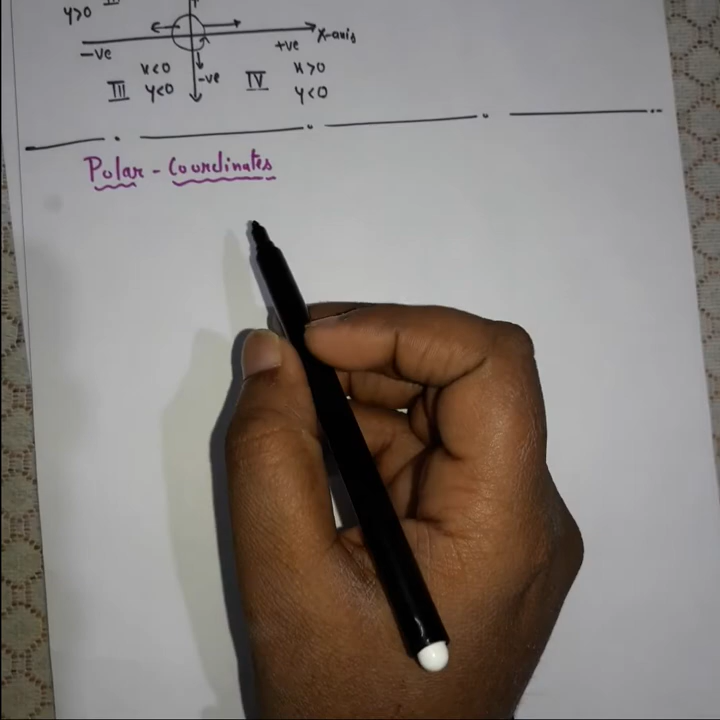 y>0
X-axis
-ve +ve
x<0 -ve x>0
III y<0 IV y<0
Polar - Coordinates